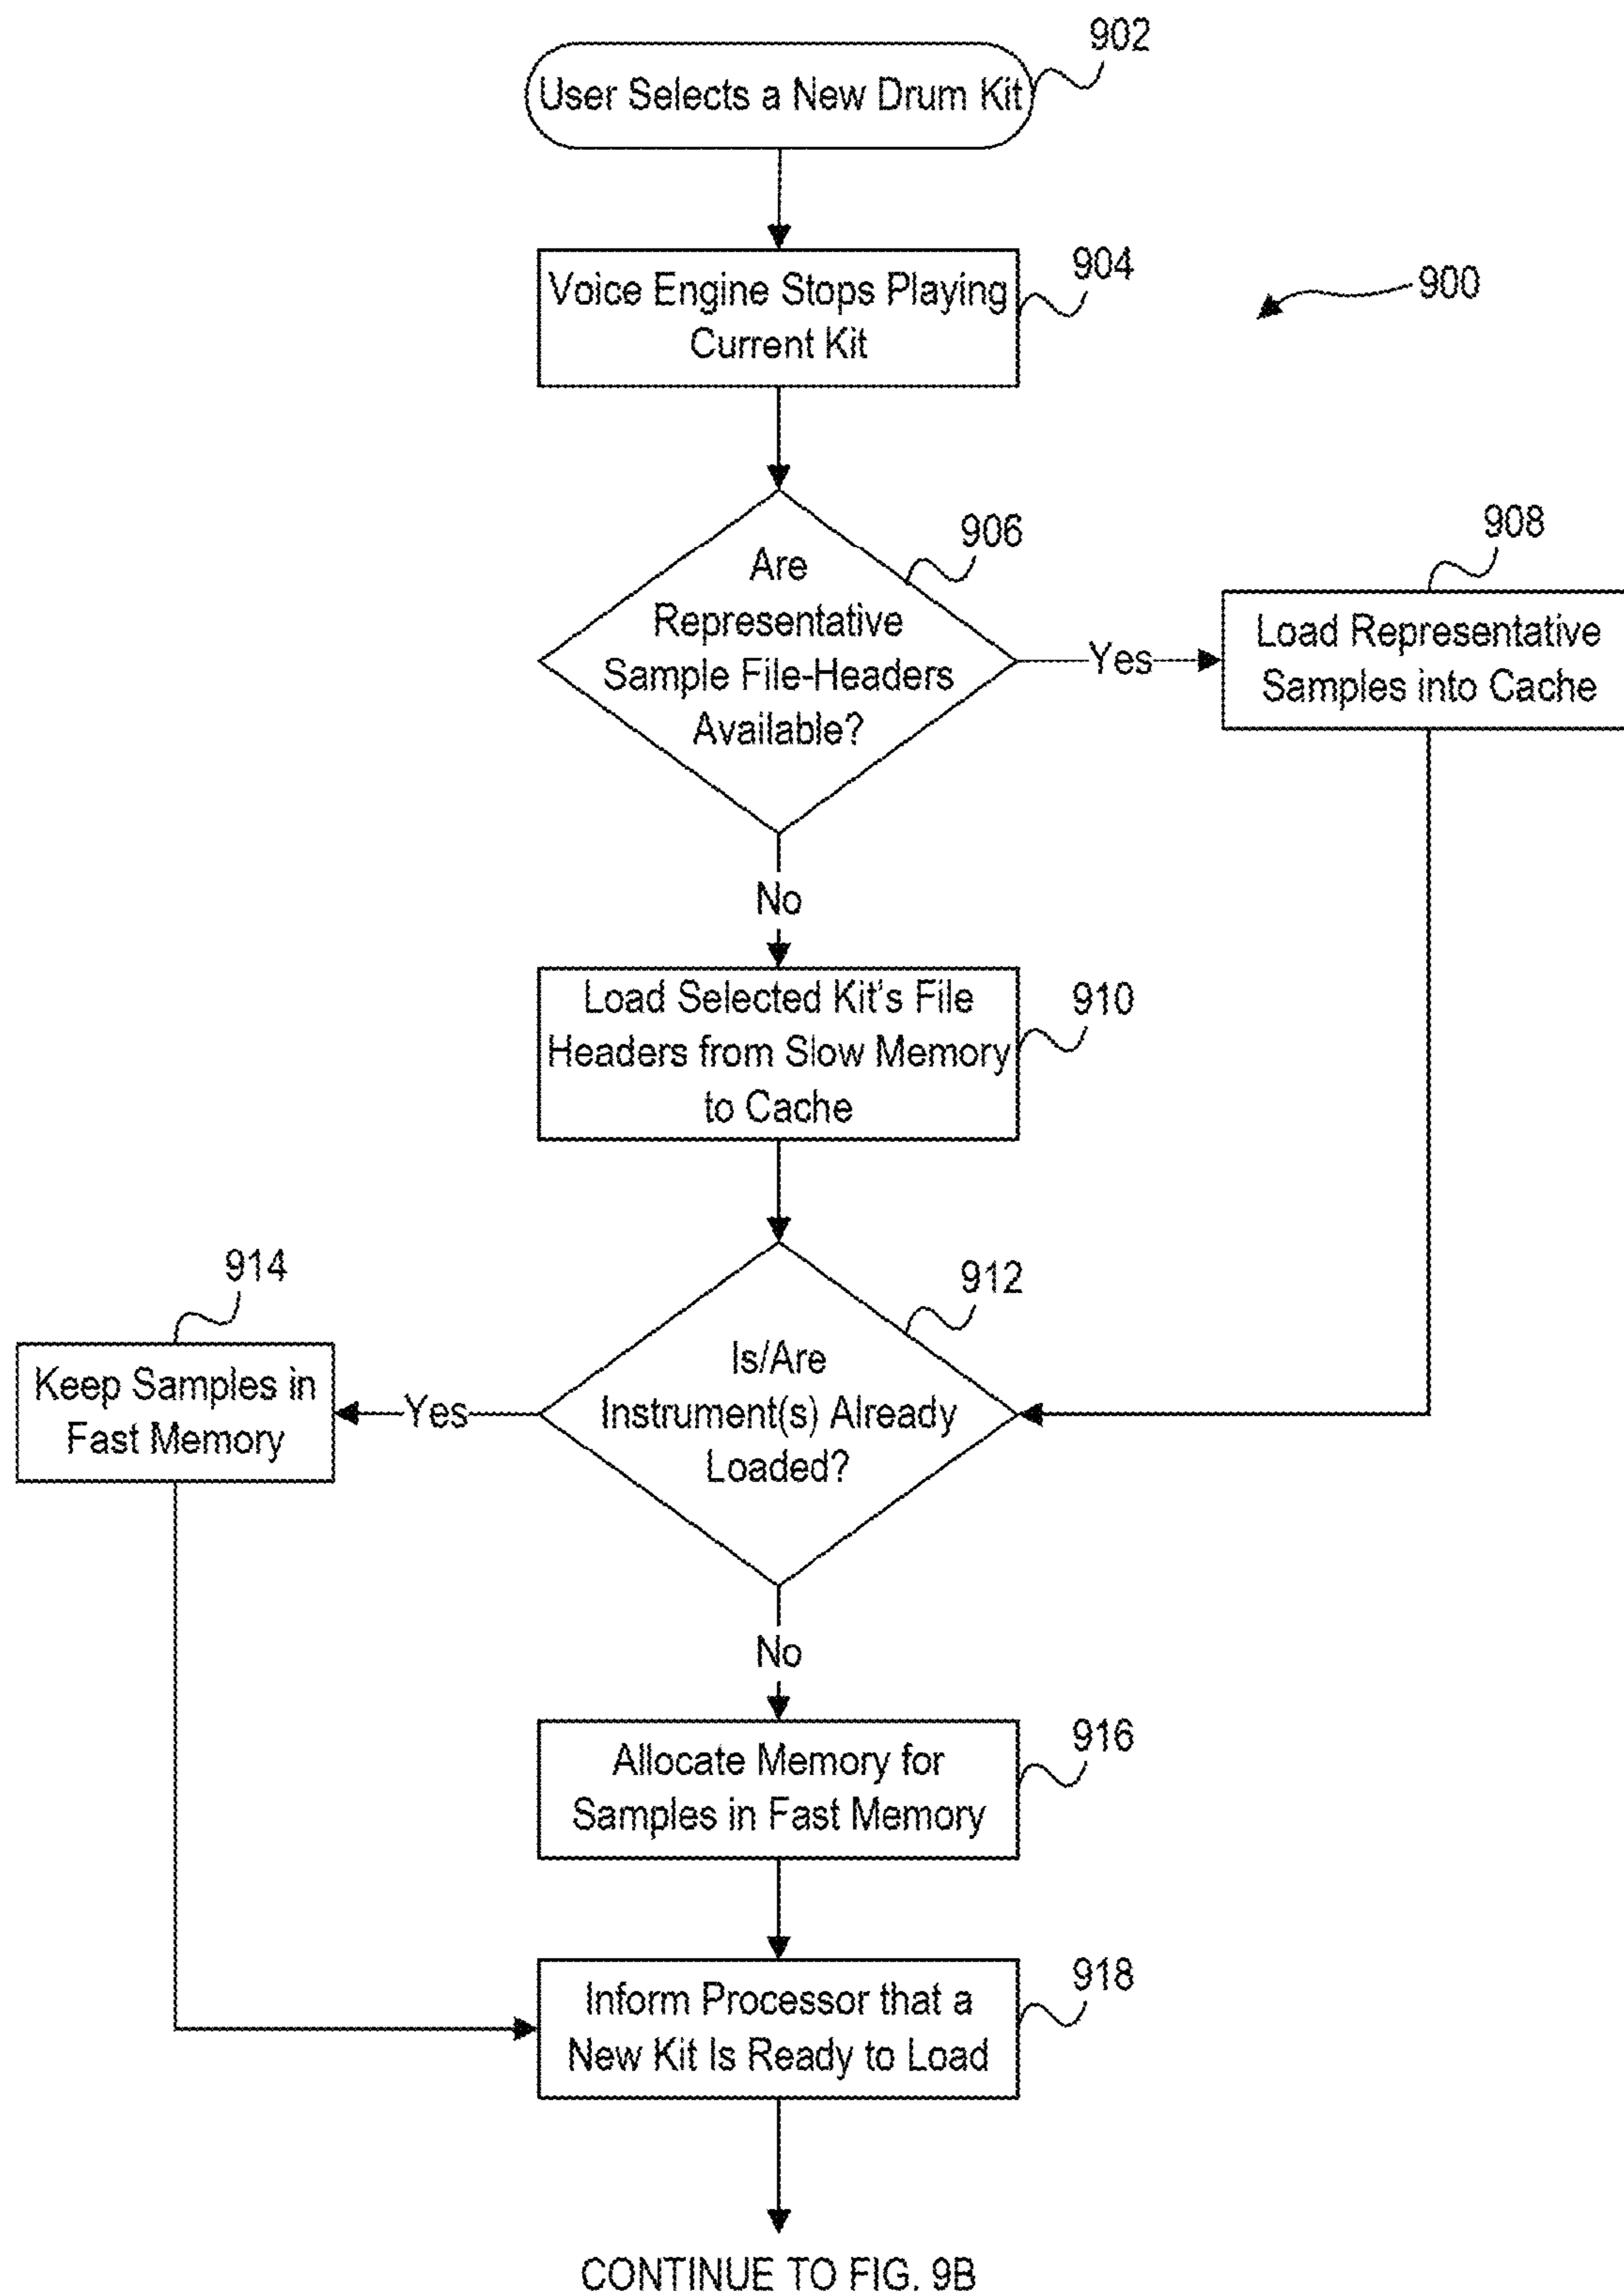 902
User Selects a New Drum Kit
904
Voice Engine Stops Playing
Current Kit
900
906
Are
Representative
Sample File-Headers
Available?
Yes
908
Load Representative
Samples into Cache
No
910
Load Selected Kit's File
Headers from Slow Memory
to Cache
912
Is/Are
Instrument(s) Already
Loaded?
Yes
914
Keep Samples in
Fast Memory
No
916
Allocate Memory for
Samples in Fast Memory
918
Inform Processor that a
New Kit Is Ready to Load
CONTINUE TO FIG. 9B